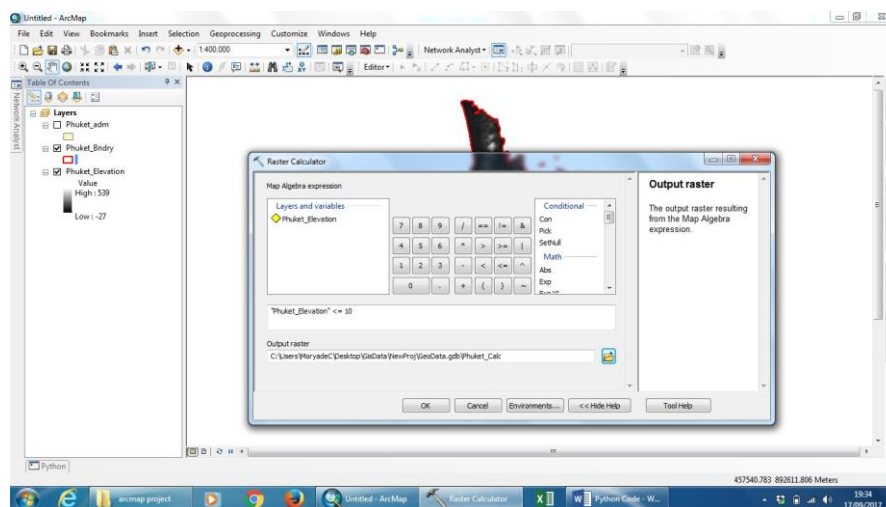 Untitled - ArcMap
File Edit View Bookmarks Insert Selection Geoprocessing Customize Windows Help
1:400,000
Network Analyst
Editor
Table Of Contents
Network Analyst
Layers
Phuket_adm
Phuket_Bndry
Phuket_Elevation
Value
High : 539
Low : -27
Raster Calculator
Map Algebra expression
Layers and variables
Phuket_Elevation
7 8 9 / == != &
4 5 6 * > >= |
1 2 3 - < <= ^
0 . + ( ) ~
Conditional
Con
Pick
SetNull
Math
Abs
Exp
"Phuket_Elevation" <= 10
Output raster
C:\Users\MoryadeC\Desktop\GisData\NewProj\GeoData.gdb\Phuket_Calc
OK Cancel Environments... << Hide Help Tool Help
Output raster
The output raster resulting
from the Map Algebra
expression.
Python
457540.783 892611.806 Meters
arcmap project Untitled - ArcMap Raster Calculator Python Code - W...
19:34
17/09/2017